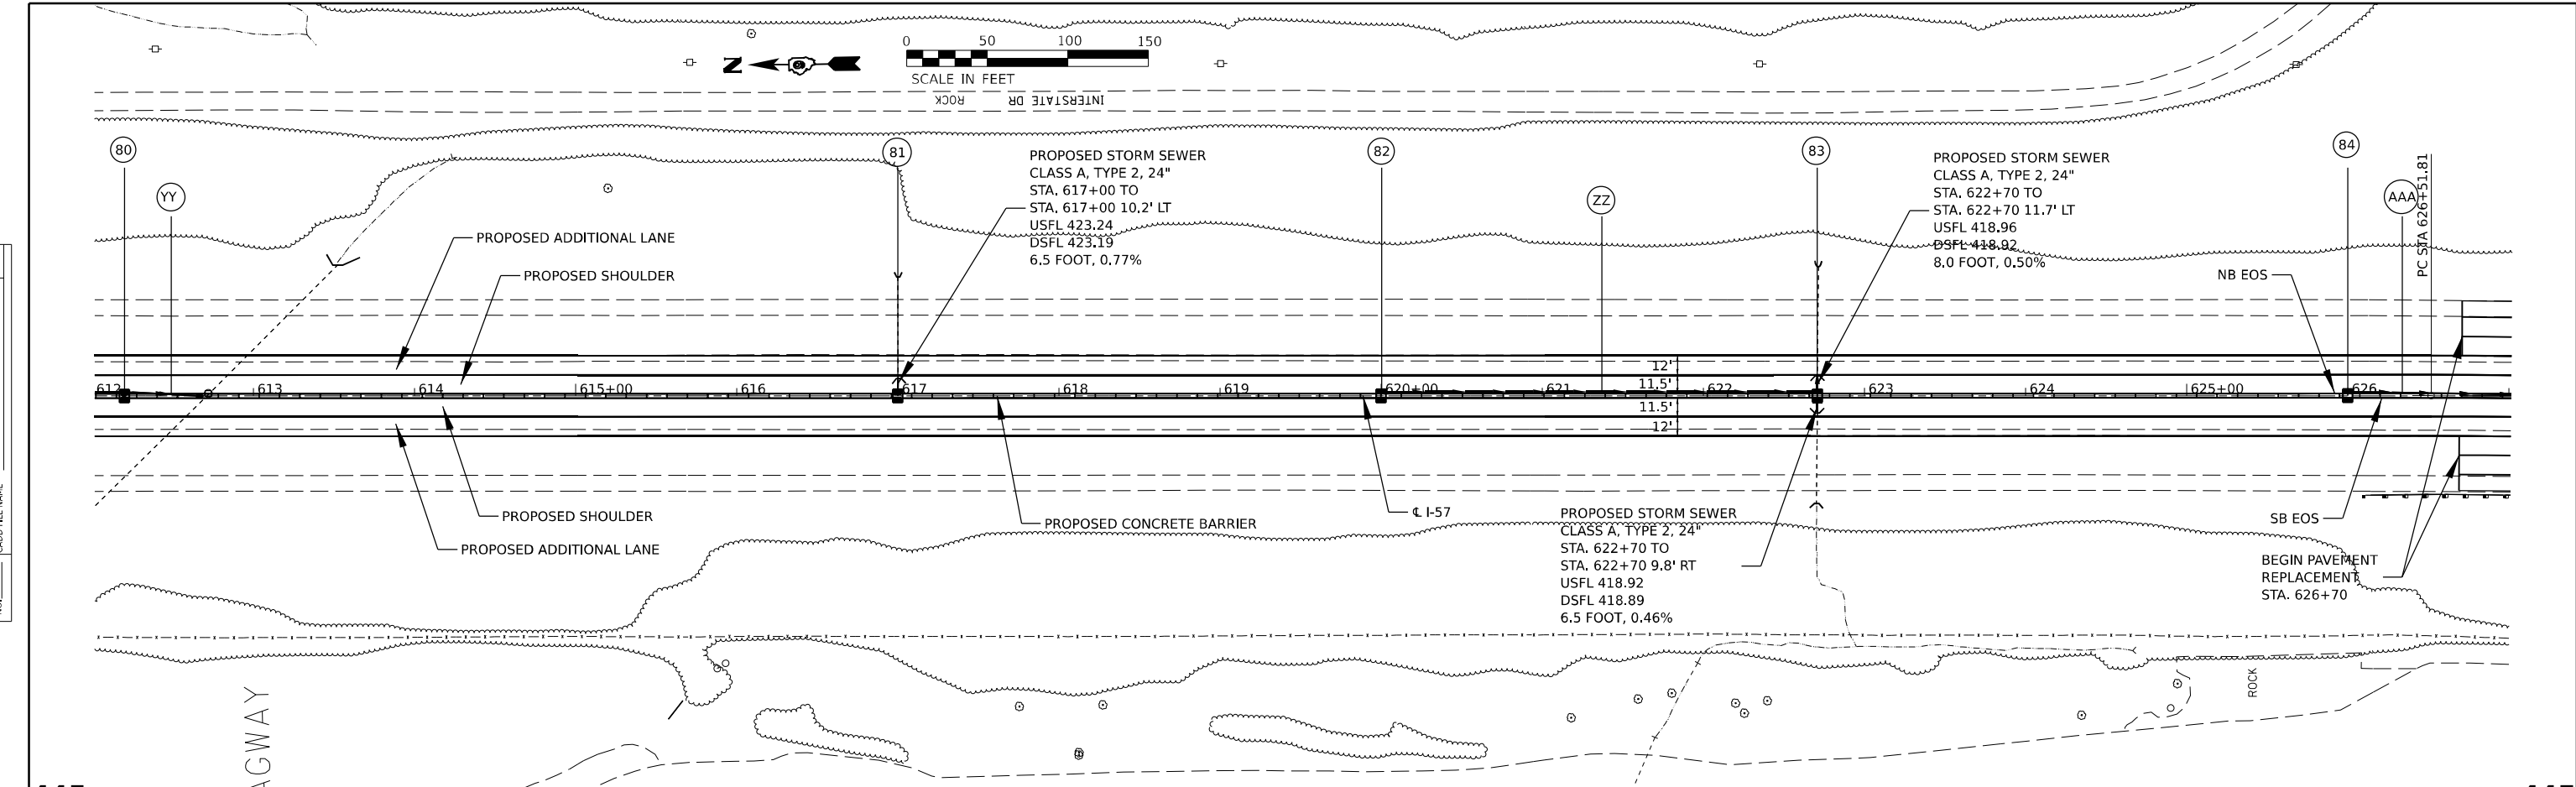 0 50 100 150
N
SCALE IN FEET
INTERSTATE DR ROCK
80
YY
81
82
ZZ
83
84
AAA
PROPOSED STORM SEWER
CLASS A, TYPE 2, 24"
STA. 617+00 TO
STA. 617+00 10.2' LT
USFL 423.24
DSFL 423.19
6.5 FOOT, 0.77%
PROPOSED STORM SEWER
CLASS A, TYPE 2, 24"
STA. 622+70 TO
STA. 622+70 11.7' LT
USFL 418.96
DSFL 418.92
8.0 FOOT, 0.50%
PC STA 626+51.81
PROPOSED ADDITIONAL LANE
PROPOSED SHOULDER
NB EOS
12'
11.5'
612 613 614 615+00 616 617 618 619 620+00 621 622 623 624 625+00 626
11.5'
12'
PROPOSED SHOULDER
PROPOSED ADDITIONAL LANE
PROPOSED CONCRETE BARRIER
℄ I-57
PROPOSED STORM SEWER
CLASS A, TYPE 2, 24"
STA. 622+70 TO
STA. 622+70 9.8' RT
USFL 418.92
DSFL 418.89
6.5 FOOT, 0.46%
SB EOS
BEGIN PAVEMENT
REPLACEMENT
STA. 626+70
ROCK
AGWAY